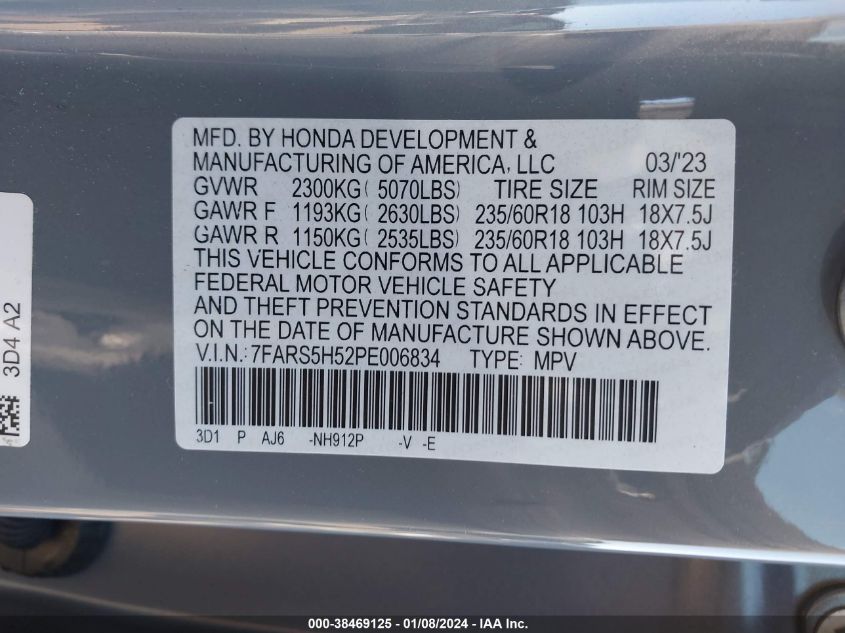 MFD. BY HONDA DEVELOPMENT &
MANUFACTURING OF AMERICA, LLC 03/'23
GVWR 2300KG( 5070LBS) TIRE SIZE RIM SIZE
GAWR F 1193KG( 2630LBS) 235/60R18 103H 18X7.5J
GAWR R 1150KG( 2535LBS) 235/60R18 103H 18X7.5J
THIS VEHICLE CONFORMS TO ALL APPLICABLE
FEDERAL MOTOR VEHICLE SAFETY
AND THEFT PREVENTION STANDARDS IN EFFECT
ON THE DATE OF MANUFACTURE SHOWN ABOVE.
V.I.N.: 7FARS5H52PE006834 TYPE: MPV
3D1 P AJ6 -NH912P -V -E
3D4 A2
000-38469125 - 01/08/2024 - IAA Inc.